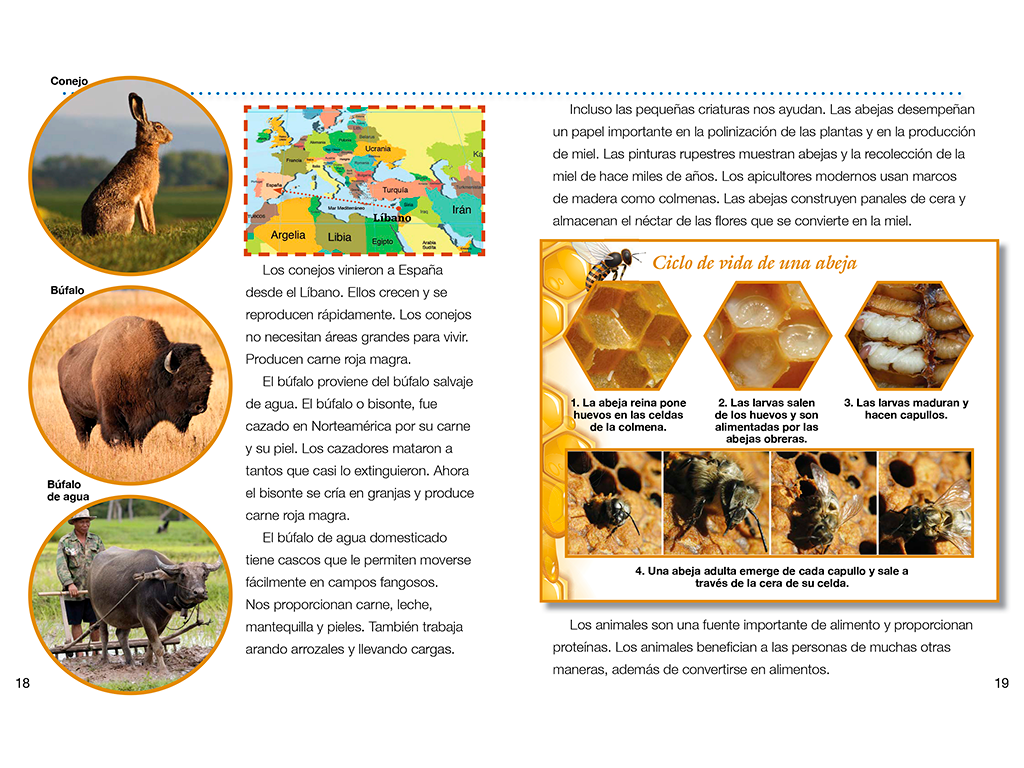 Conejo
Búfalo
Búfalo
de agua
Alemania
Polonia
Belarus
Ucrania
Francia
España
Italia
Turquía
Mar Mediterráneo
Líbano
Siria
Iraq
Irán
Argelia
Libia
Egipto
Arabia
Saudita
Los conejos vinieron a España
desde el Líbano. Ellos crecen y se
reproducen rápidamente. Los conejos
no necesitan áreas grandes para vivir.
Producen carne roja magra.
El búfalo proviene del búfalo salvaje
de agua. El búfalo o bisonte, fue
cazado en Norteamérica por su carne
y su piel. Los cazadores mataron a
tantos que casi lo extinguieron. Ahora
el bisonte se cría en granjas y produce
carne roja magra.
El búfalo de agua domesticado
tiene cascos que le permiten moverse
fácilmente en campos fangosos.
Nos proporcionan carne, leche,
mantequilla y pieles. También trabaja
arando arrozales y llevando cargas.
18
Incluso las pequeñas criaturas nos ayudan. Las abejas desempeñan
un papel importante en la polinización de las plantas y en la producción
de miel. Las pinturas rupestres muestran abejas y la recolección de la
miel de hace miles de años. Los apicultores modernos usan marcos
de madera como colmenas. Las abejas construyen panales de cera y
almacenan el néctar de las flores que se convierte en la miel.
Ciclo de vida de una abeja
1. La abeja reina pone
huevos en las celdas
de la colmena.
2. Las larvas salen
de los huevos y son
alimentadas por las
abejas obreras.
3. Las larvas maduran y
hacen capullos.
4. Una abeja adulta emerge de cada capullo y sale a
través de la cera de su celda.
Los animales son una fuente importante de alimento y proporcionan
proteínas. Los animales benefician a las personas de muchas otras
maneras, además de convertirse en alimentos.
19